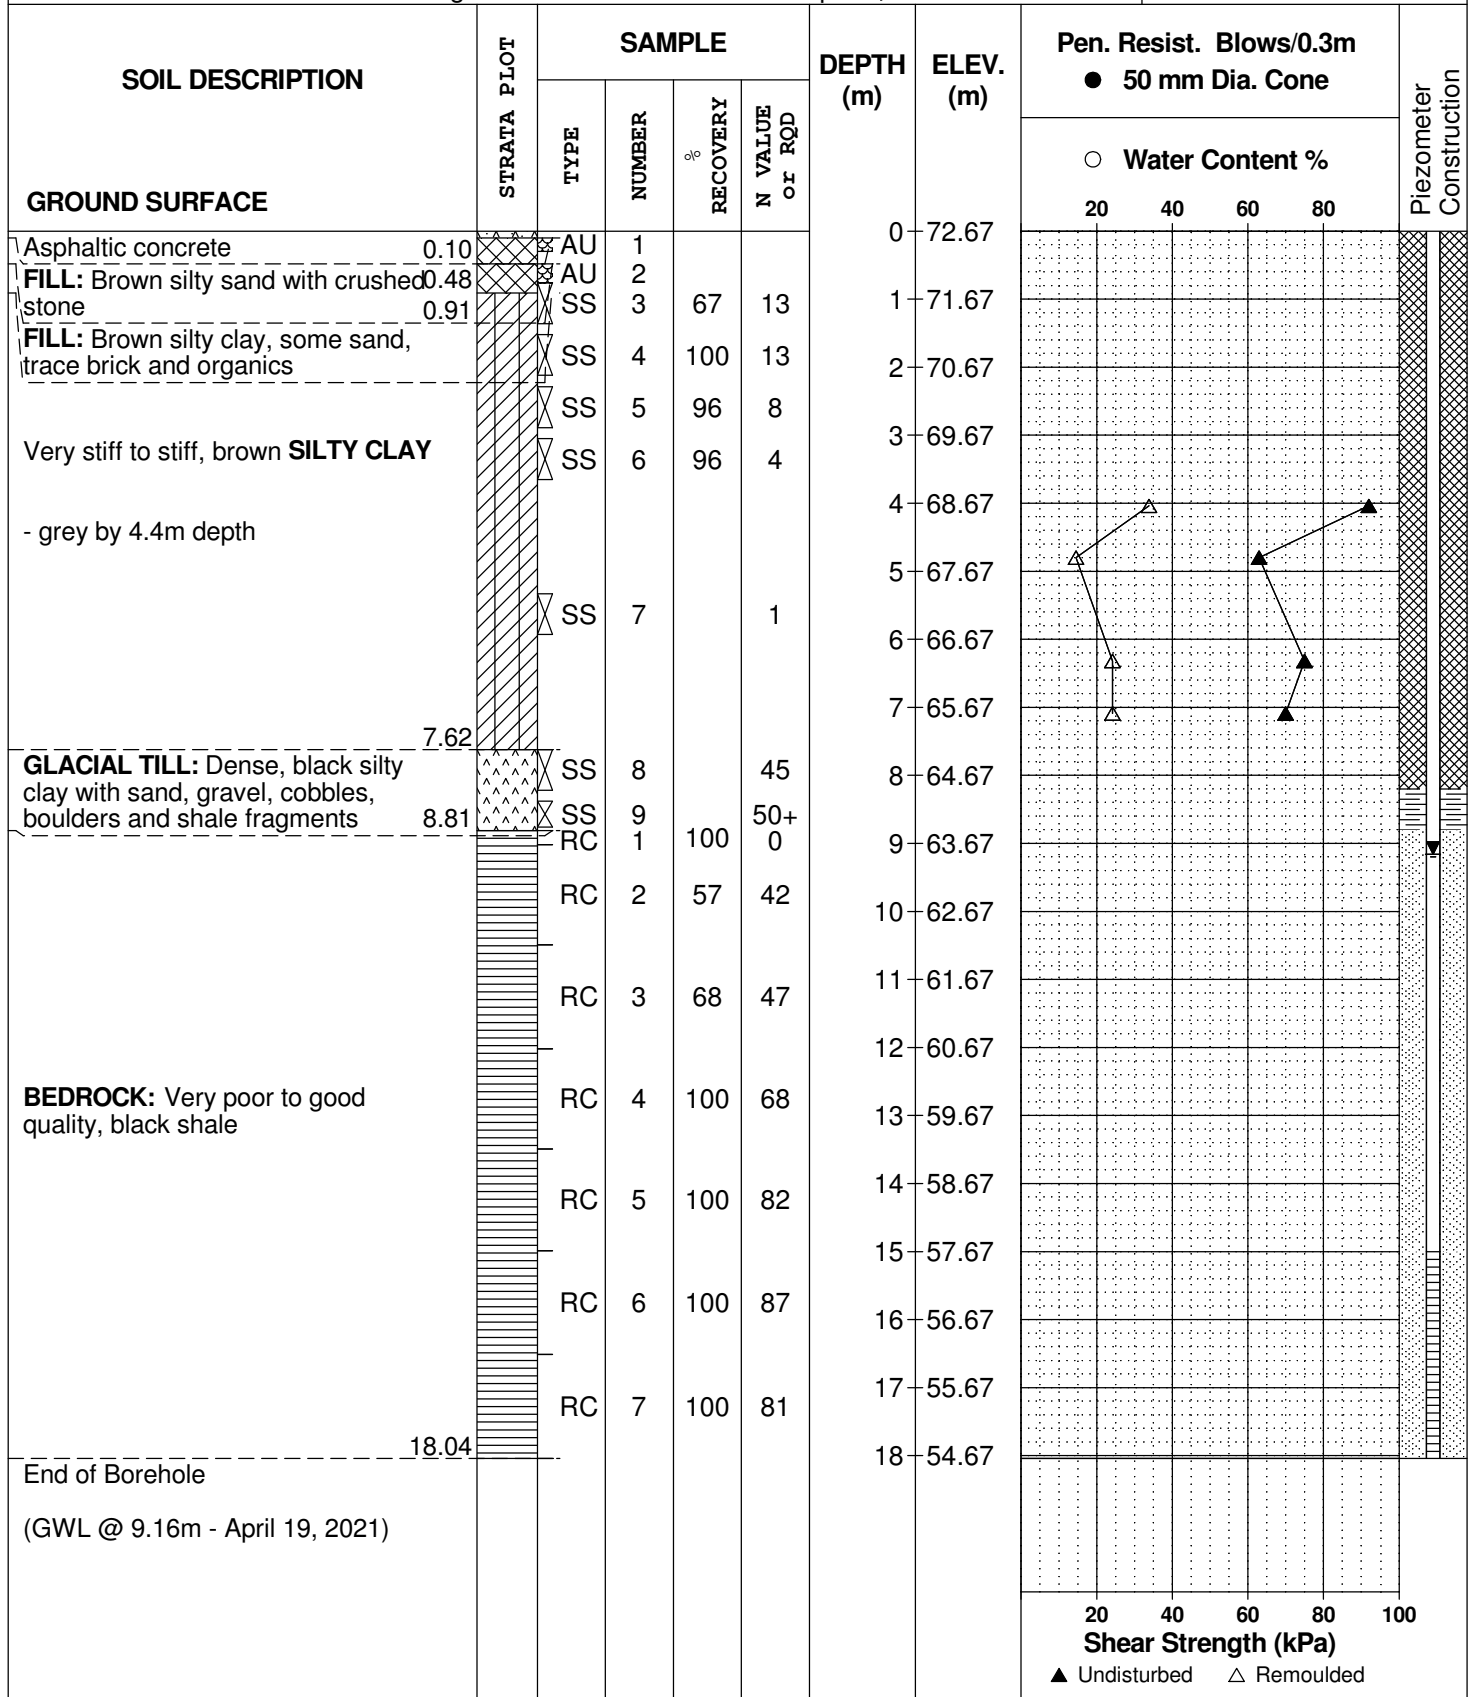 SOIL DESCRIPTION
GROUND SURFACE
STRATA PLOT
SAMPLE
TYPE
NUMBER
%
RECOVERY
N VALUE
or RQD
DEPTH
(m)
ELEV.
(m)
Pen. Resist. Blows/0.3m
● 50 mm Dia. Cone
○ Water Content %
20 40 60 80
Piezometer
Construction
0 72.67
Asphaltic concrete 0.10
AU 1
FILL: Brown silty sand with crushed 0.48
stone 0.91
AU 2
SS 3 67 13
1 71.67
FILL: Brown silty clay, some sand,
trace brick and organics
SS 4 100 13
2 70.67
SS 5 96 8
3 69.67
Very stiff to stiff, brown SILTY CLAY
SS 6 96 4
4 68.67
- grey by 4.4m depth
5 67.67
SS 7 1
6 66.67
7 65.67
7.62
GLACIAL TILL: Dense, black silty
clay with sand, gravel, cobbles,
boulders and shale fragments 8.81
SS 8 45
8 64.67
SS 9 50+
RC 1 100 0
9 63.67
RC 2 57 42
10 62.67
11 61.67
RC 3 68 47
12 60.67
BEDROCK: Very poor to good
quality, black shale
RC 4 100 68
13 59.67
14 58.67
RC 5 100 82
15 57.67
RC 6 100 87
16 56.67
17 55.67
RC 7 100 81
18.04
18 54.67
End of Borehole
(GWL @ 9.16m - April 19, 2021)
20 40 60 80 100
Shear Strength (kPa)
▲ Undisturbed △ Remoulded